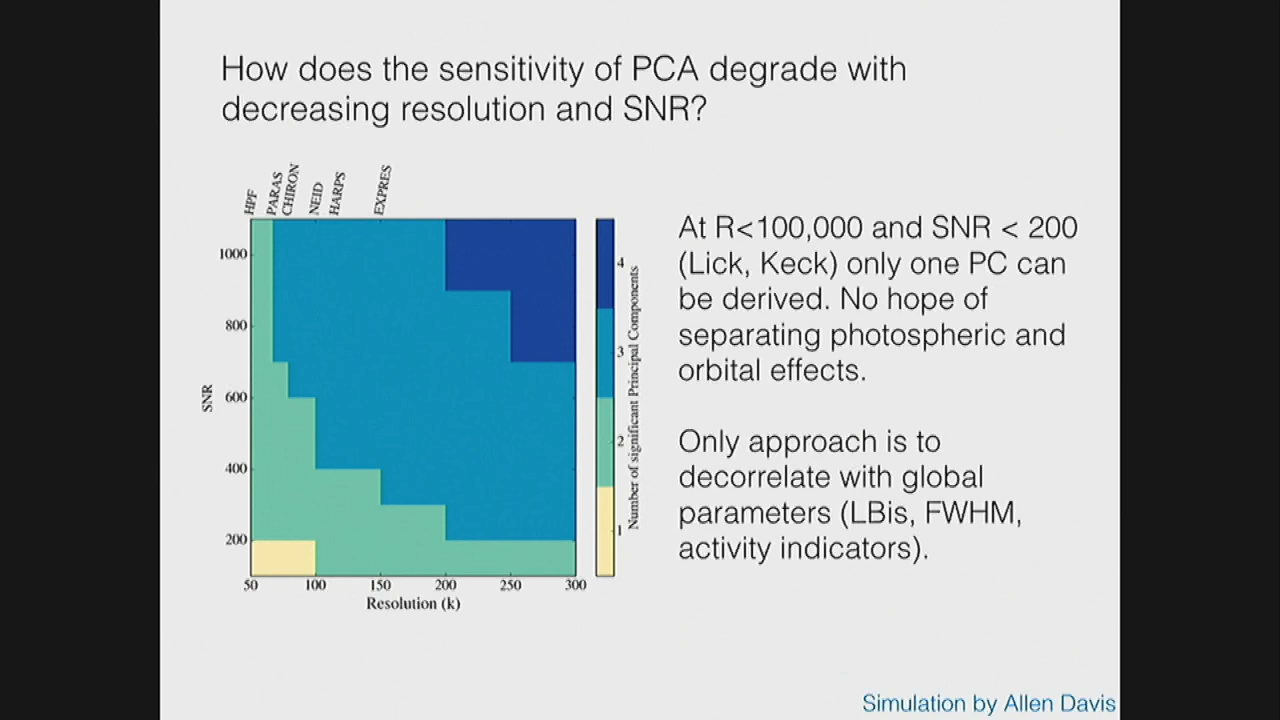 How does the sensitivity of PCA degrade with
decreasing resolution and SNR?
HPF
PARAS
CHIRON
NEID
HARPS
EXPRES
1000
800
600
400
200
SNR
50
100
150
200
250
300
Resolution (k)
4
3
2
1
Number of significant Principal Components
At R<100,000 and SNR < 200
(Lick, Keck) only one PC can
be derived. No hope of
separating photospheric and
orbital effects.
Only approach is to
decorrelate with global
parameters (LBis, FWHM,
activity indicators).
Simulation by Allen Davis